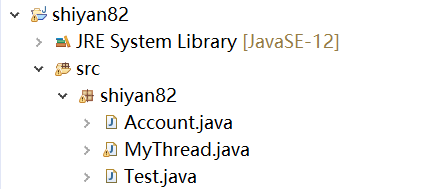 shiyan82
JRE System Library [JavaSE-12]
src
shiyan82
Account.java
MyThread.java
Test.java